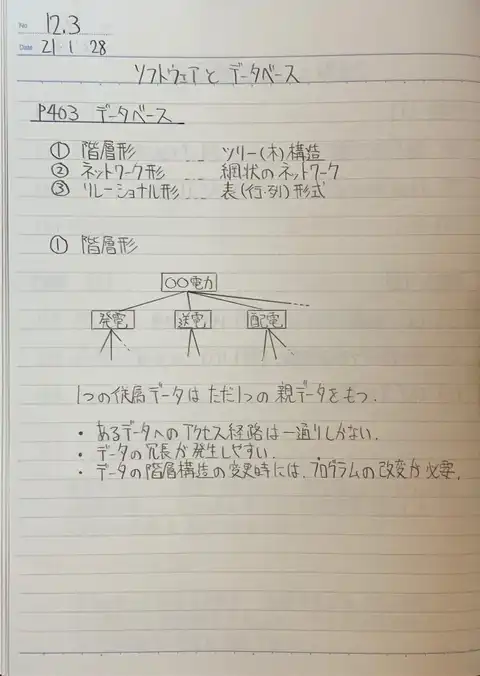 No. 12.3
Date 21・1・28
ソフトウェアと データベース
P463 データベース
① 階層形 … ツリー(木)構造
② ネットワーク形 … 網状のネットワーク
③ リレーショナル形 … 表(行・列)形式
① 階層形
〇〇電力
発電 送電 配電
1つの従属データは ただ1つの 親データをもつ.
・ あるデータへの アクセス経路は一通りしかない.
・ データの冗長が発生しやすい.
・ データの階層構造の変更時には、プログラムの改変が必要.